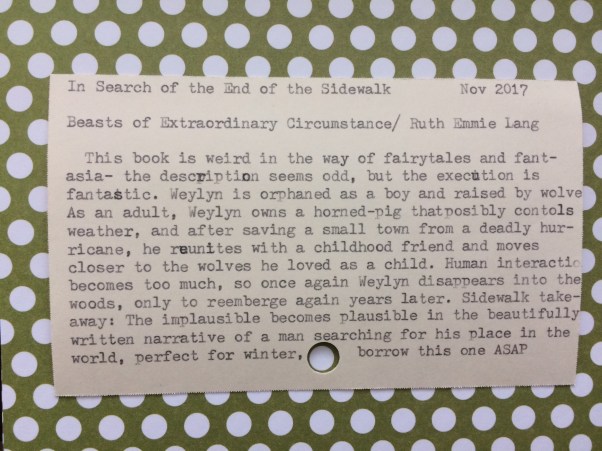 In Search of the End of the Sidewalk Nov 2017
Beasts of Extraordinary Circumstance/ Ruth Emmie Lang
This book is weird in the way of fairytales and fant-
asia- the description seems odd, but the execution is
fantastic. Weylyn is orphaned as a boy and raised by wolve
As an adult, Weylyn owns a horned-pig thatposibly contols
weather, and after saving a small town from a deadly hur-
ricane, he reunites with a childhood friend and moves
closer to the wolves he loved as a child. Human interactic
becomes too much, so once again Weylyn disappears into the
woods, only to reemberge again years later. Sidewalk take-
away: The implausible becomes plausible in the beautifully
written narrative of a man searching for his place in the
world, perfect for winter, borrow this one ASAP